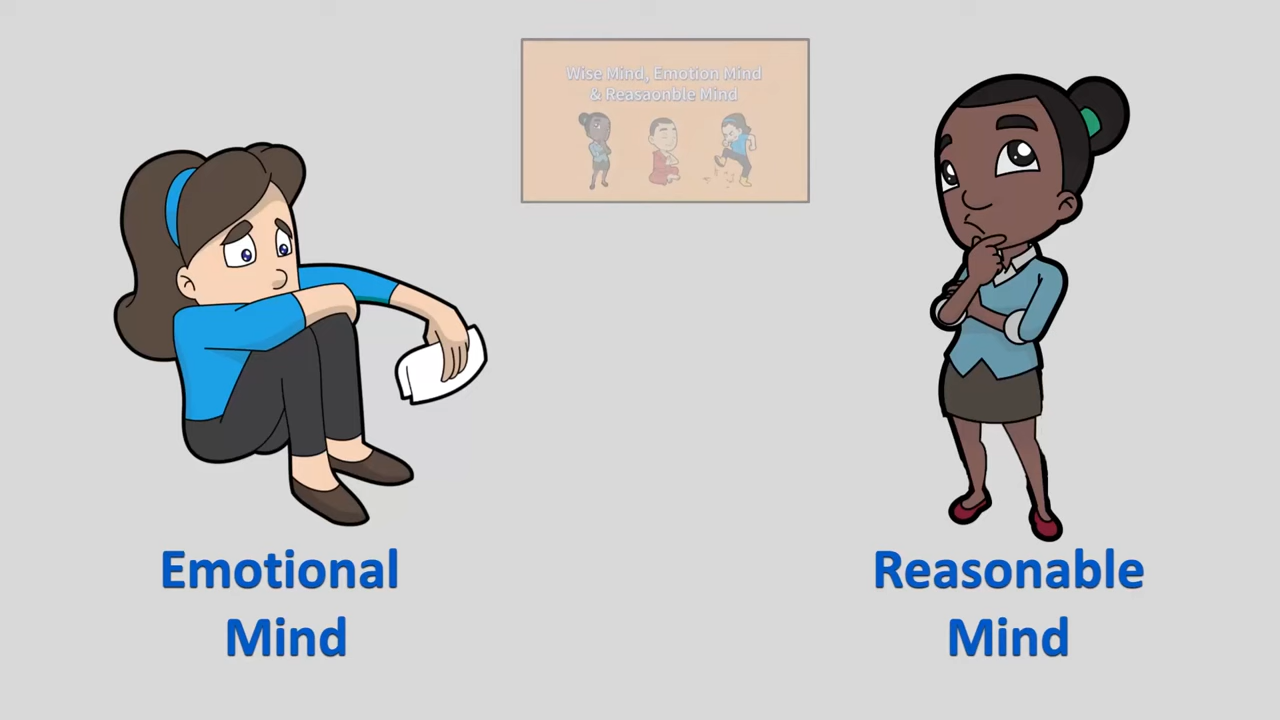 Wise Mind, Emotion Mind
& Reasaonble Mind
Emotional
Mind
Reasonable
Mind